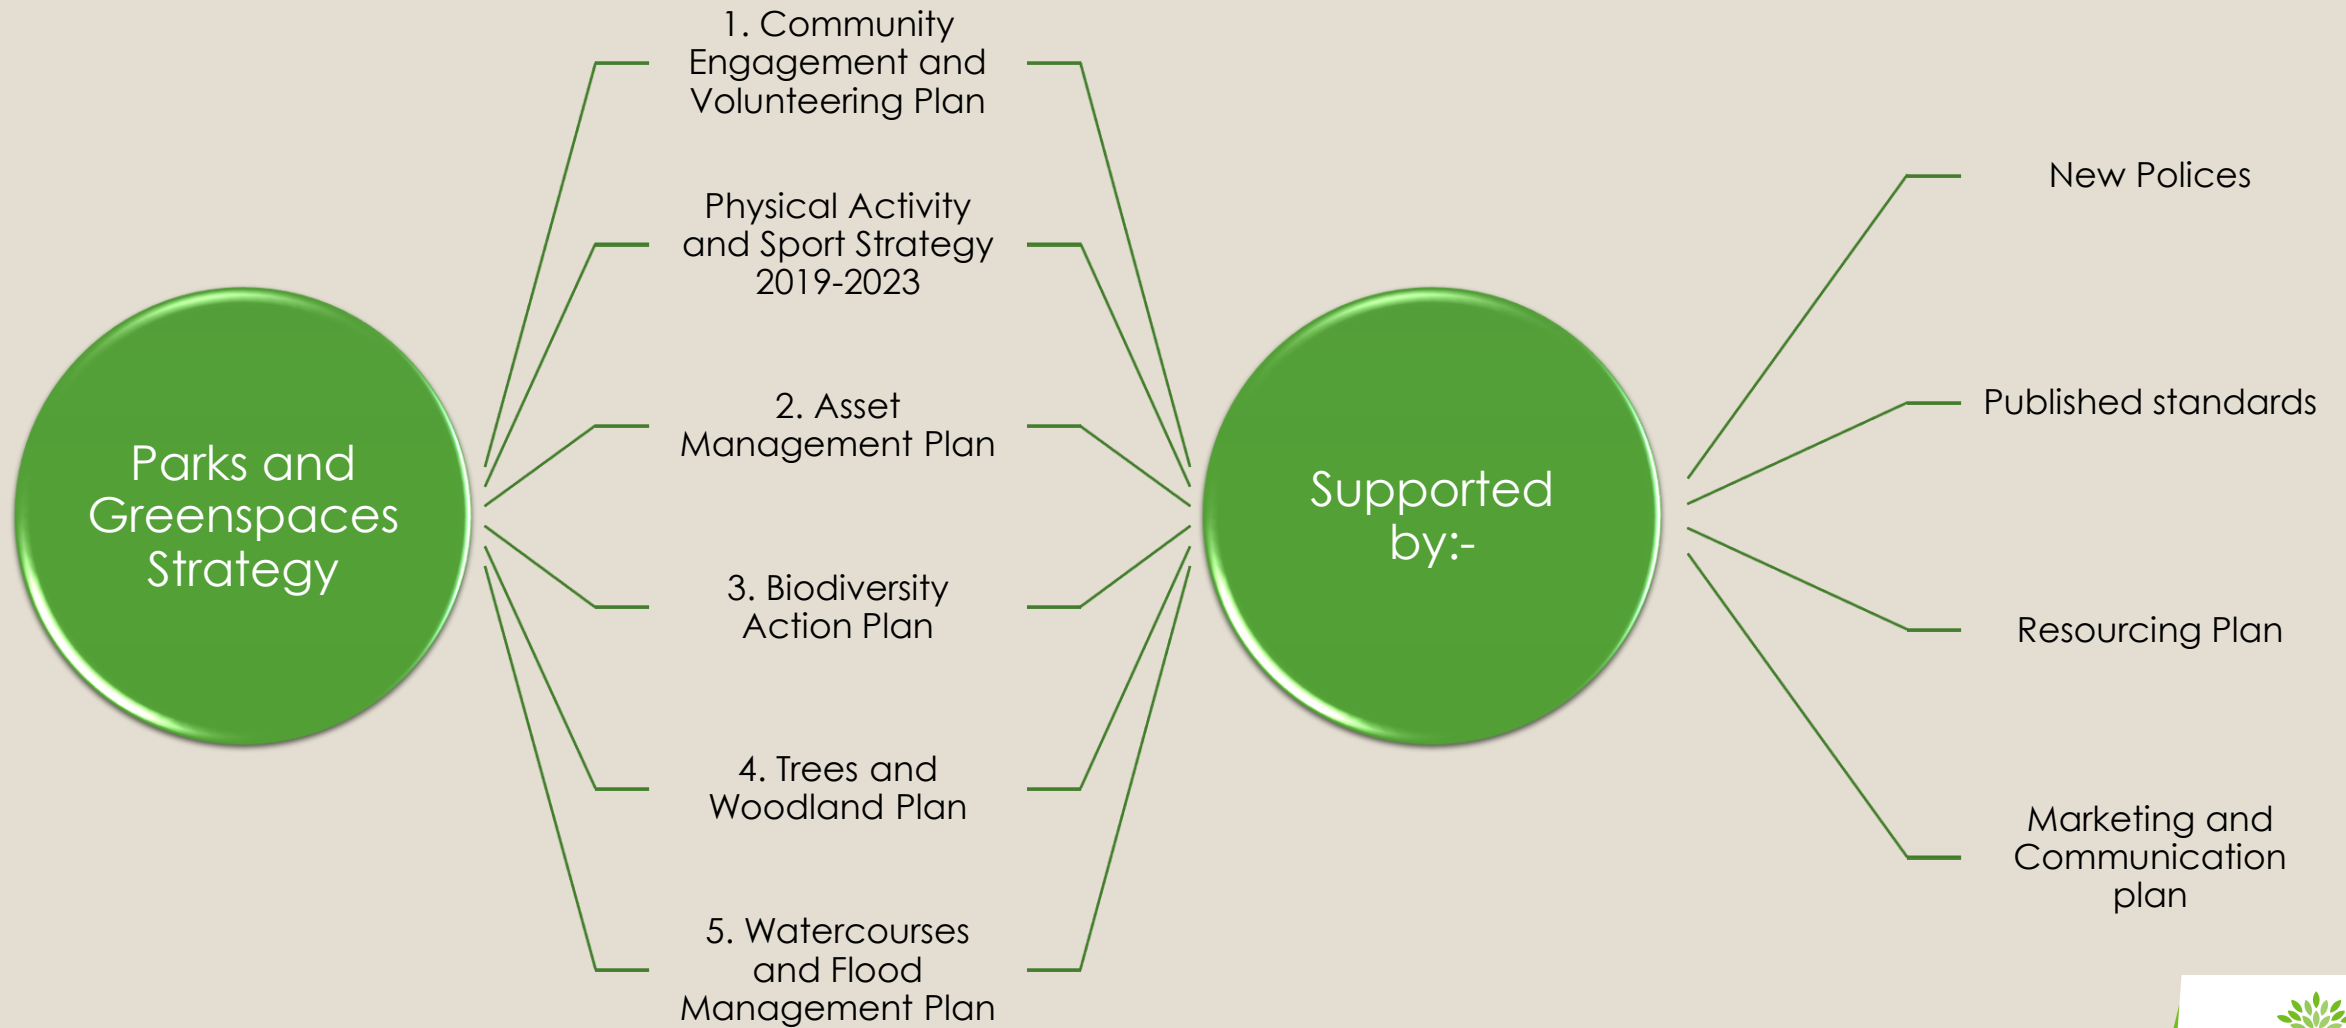 Parks and
Greenspaces
Strategy
1. Community
Engagement and
Volunteering Plan
Physical Activity
and Sport Strategy
2019-2023
2. Asset
Management Plan
3. Biodiversity
Action Plan
4. Trees and
Woodland Plan
5. Watercourses
and Flood
Management Plan
Supported
by:-
New Polices
Published standards
Resourcing Plan
Marketing and
Communication
plan